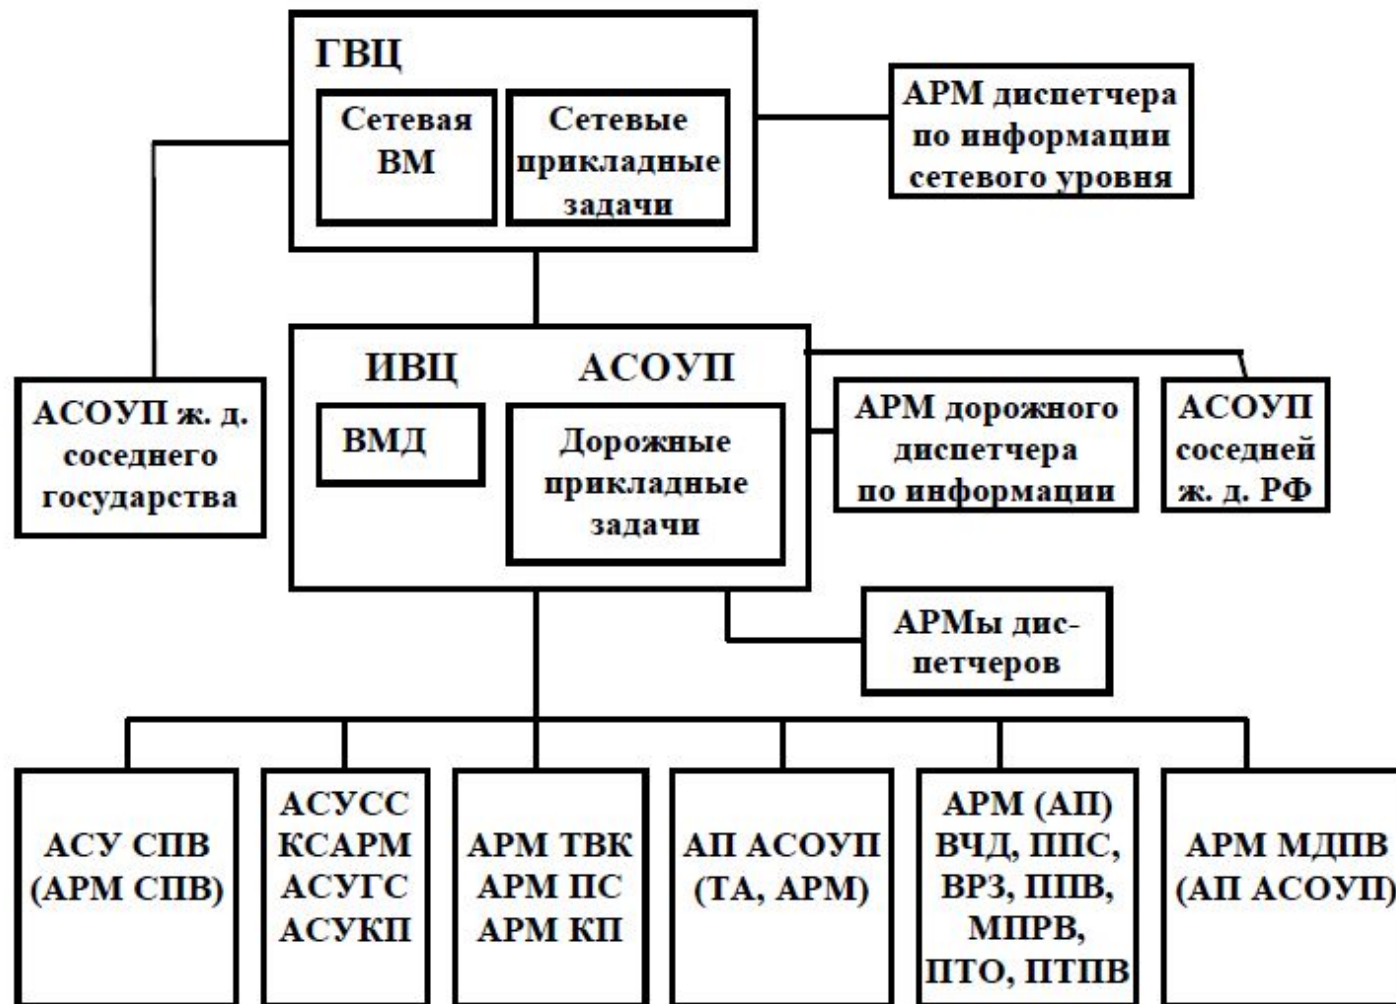 ГВЦ
Сетевая
ВМ
Сетевые
прикладные
задачи
АРМ диспетчера
по информации
сетевого уровня
АСОУП ж. д.
соседнего
государства
ИВЦ
АСОУП
ВМД
Дорожные
прикладные
задачи
АРМ дорожного
диспетчера
по информации
АСОУП
соседней
ж. д. РФ
АРМы дис-
петчеров
АСУ СПВ
(АРМ СПВ)
АСУСС
КСАРМ
АСУГС
АСУКП
АРМ ТВК
АРМ ПС
АРМ КП
АП АСОУП
(ТА, АРМ)
АРМ (АП)
ВЧД, ППС,
ВРЗ, ППВ,
МПРВ,
ПТО, ПТПВ
АРМ МДПВ
(АП АСОУП)